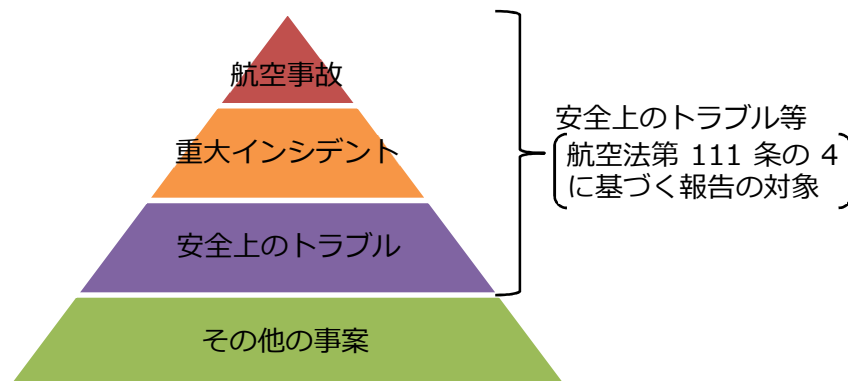 航空事故
重大インシデント
安全上のトラブル
その他の事案
安全上のトラブル等
航空法第 111 条の 4
に基づく報告の対象